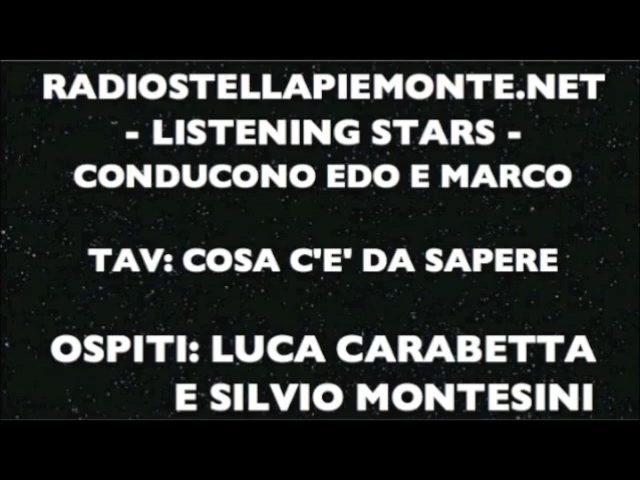 RADIOSTELLAPIEMONTE.NET
- LISTENING STARS -
CONDUCONO EDO E MARCO
TAV: COSA C'E' DA SAPERE
OSPITI: LUCA CARABETTA
E SILVIO MONTESINI